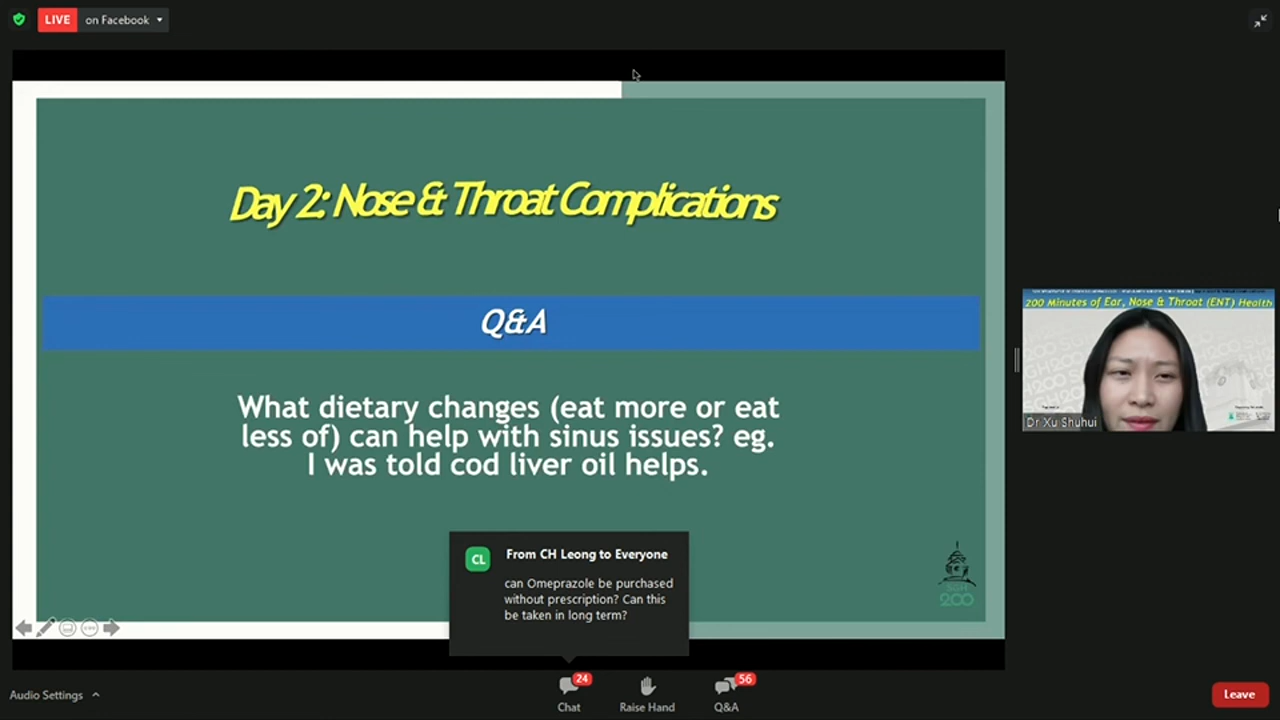 LIVE
on Facebook
Day 2: Nose & Throat Complications
Q&A
What dietary changes (eat more or eat
less of) can help with sinus issues? eg.
I was told cod liver oil helps.
SGH
200
200 Minutes of Ear, Nose & Throat (ENT) Health
Dr Xu Shuhui
CL
From CH Leong to Everyone
can Omeprazole be purchased
without prescription? Can this
be taken in long term?
Audio Settings
24
Chat
Raise Hand
56
Q&A
Leave